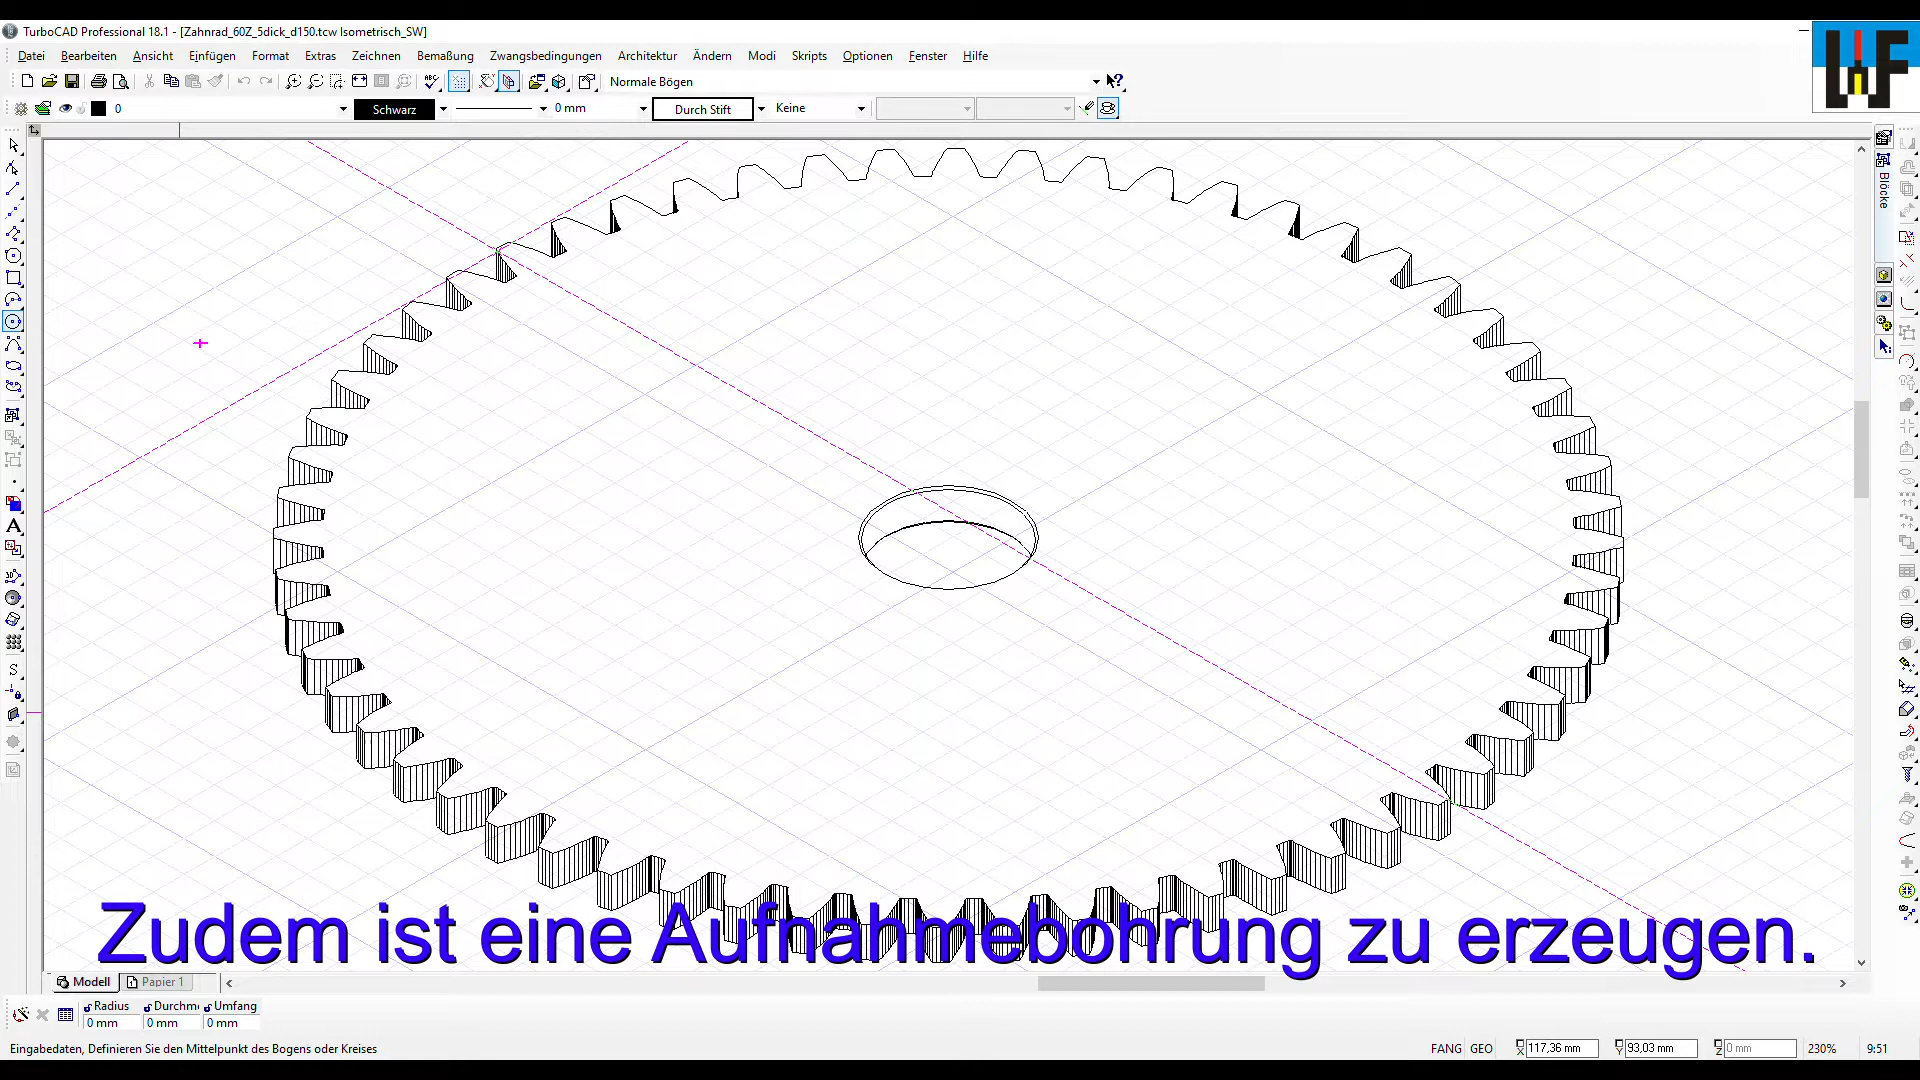 TurboCAD Professional 18.1 - [Zahnrad_60Z_5dick_d150.tcw Isometrisch_SW]
WF
Datei Bearbeiten Ansicht Einfügen Format Extras Zeichnen Bemaßung Zwangsbedingungen Architektur Ändern Modi Skripts Optionen Fenster Hilfe
Normale Bögen
0 Schwarz 0 mm Durch Stift Keine
Blöcke
Zudem ist eine Aufnahmebohrung zu erzeugen.
Modell Papier 1
Radius Durchm Umfang
0 mm 0 mm 0 mm
Eingabedaten, Definieren Sie den Mittelpunkt des Bogens oder Kreises FANG GEO X 117,36 mm Y 93,03 mm Z 0 mm 230% 9:51